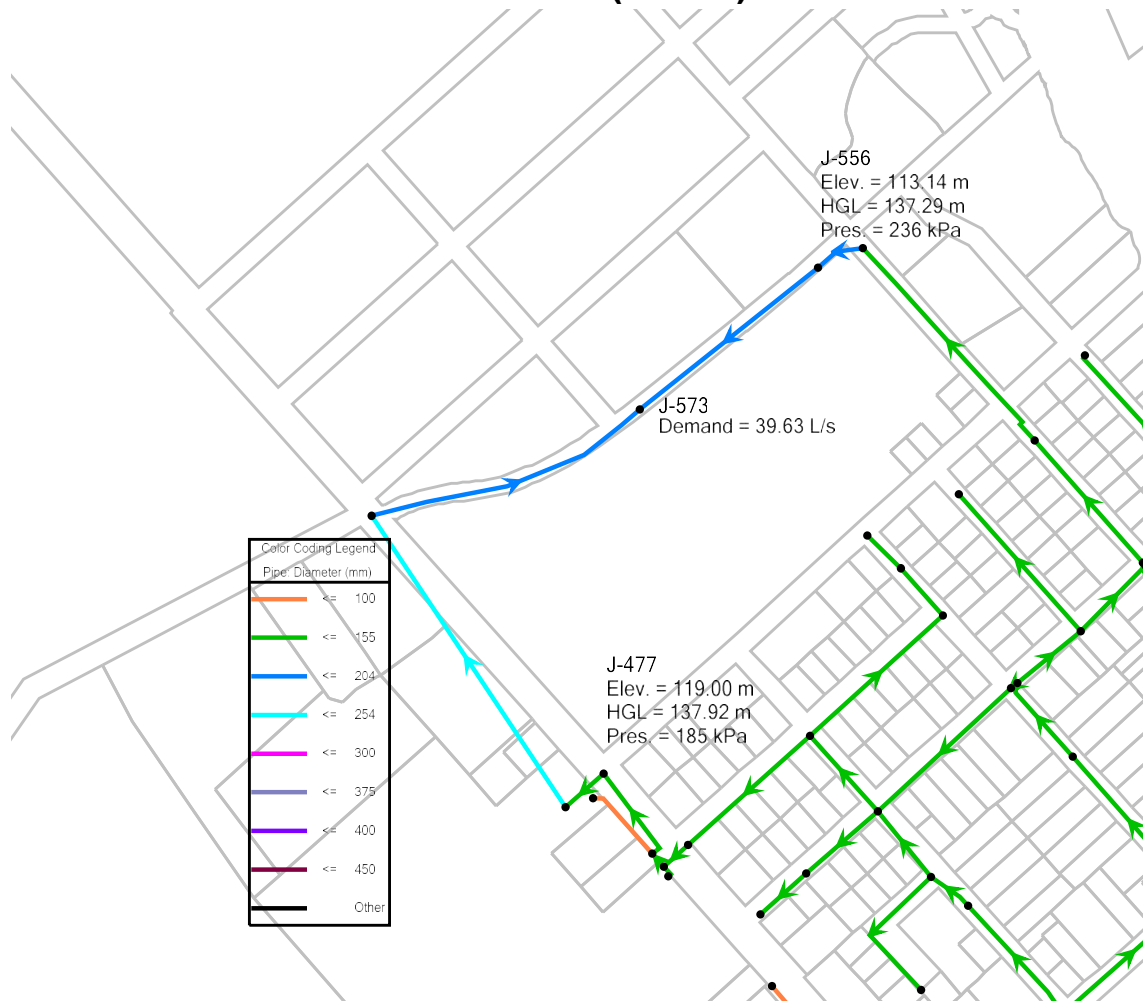 J-556
Elev. = 113.14 m
HGL = 137.29 m
Pres. = 236 kPa
J-573
Demand = 39.63 L/s
Color Coding Legend
Pipe: Diameter (mm)
<= 100
<= 155
<= 204
<= 254
<= 300
<= 375
<= 400
<= 450
Other
J-477
Elev. = 119.00 m
HGL = 137.92 m
Pres. = 185 kPa